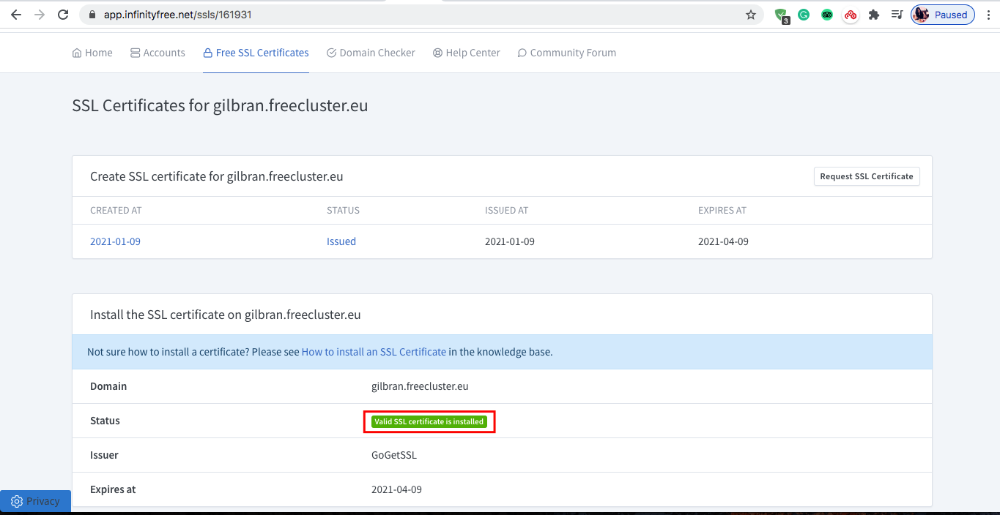 app.infinityfree.net/ssls/161931
3
Paused
Home Accounts Free SSL Certificates Domain Checker Help Center Community Forum
SSL Certificates for gilbran.freecluster.eu
Create SSL certificate for gilbran.freecluster.eu
Request SSL Certificate
CREATED AT STATUS ISSUED AT EXPIRES AT
2021-01-09 Issued 2021-01-09 2021-04-09
Install the SSL certificate on gilbran.freecluster.eu
Not sure how to install a certificate? Please see How to install an SSL Certificate in the knowledge base.
Domain gilbran.freecluster.eu
Status Valid SSL certificate is installed
Issuer GoGetSSL
Expires at 2021-04-09
Privacy